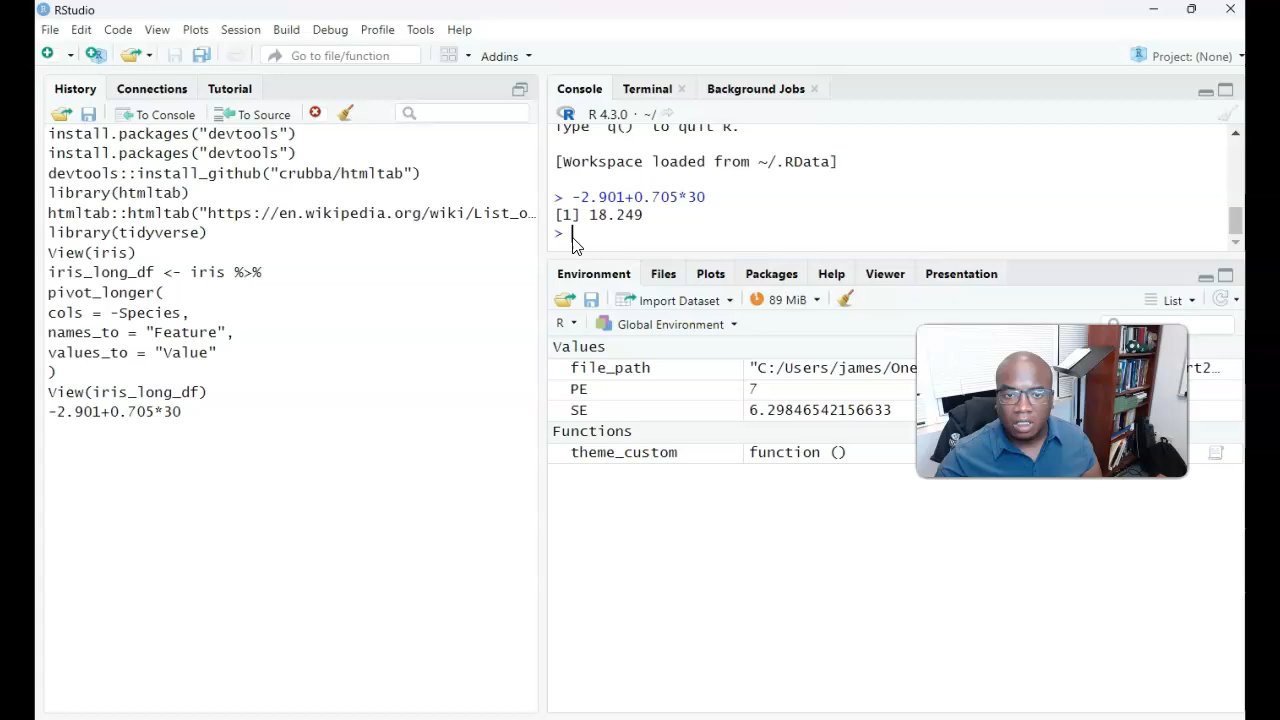 RStudio
File Edit Code View Plots Session Build Debug Profile Tools Help
Go to file/function Addins Project: (None)
History Connections Tutorial
To Console To Source
install.packages("devtools")
install.packages("devtools")
devtools::install_github("crubba/htmltab")
library(htmltab)
htmltab::htmltab("https://en.wikipedia.org/wiki/List_o...
library(tidyverse)
View(iris)
iris_long_df <- iris %>%
pivot_longer(
cols = -Species,
names_to = "Feature",
values_to = "Value"
)
View(iris_long_df)
-2.901+0.705*30
Console Terminal Background Jobs
R 4.3.0 · ~/
Type 'q()' to quit R.
[Workspace loaded from ~/.RData]
> -2.901+0.705*30
[1] 18.249
>
Environment Files Plots Packages Help Viewer Presentation
Import Dataset 89 MiB List
R Global Environment
Values
file_path "C:/Users/james/One rt2...
PE 7
SE 6.29846542156633
Functions
theme_custom function ()